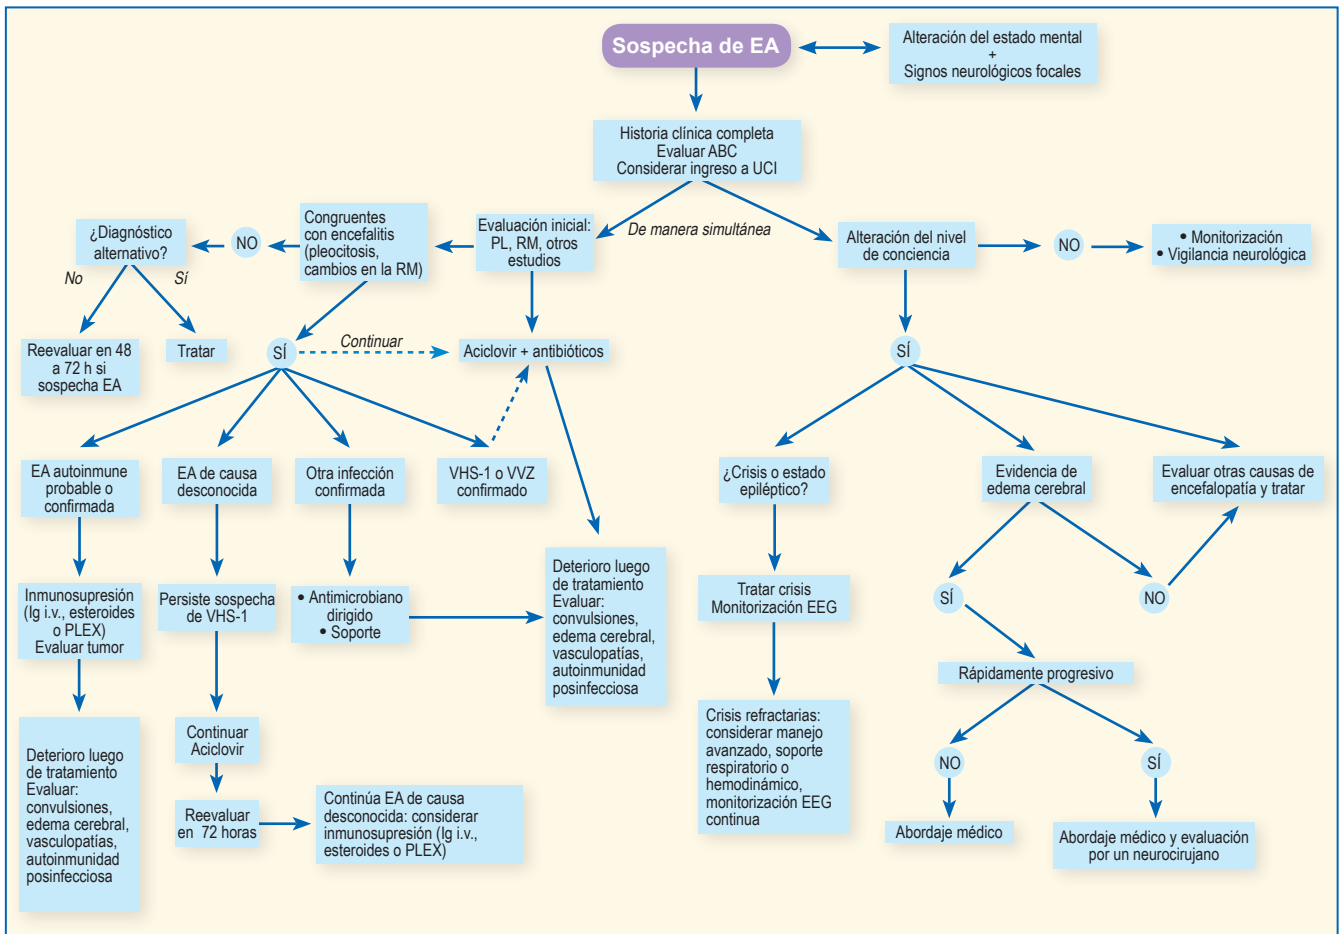 Sospecha de EA
Alteración del estado mental
+
Signos neurológicos focales
Historia clínica completa
Evaluar ABC
Considerar ingreso a UCI
De manera simultánea
¿Diagnóstico
alternativo?
NO
Congruentes
con encefalitis
(pleocitosis,
cambios en la RM)
Evaluación inicial:
PL, RM, otros
estudios
Alteración del nivel
de conciencia
NO
• Monitorización
• Vigilancia neurológica
No
Sí
Reevaluar en 48
a 72 h si
sospecha EA
Tratar
SÍ
Continuar
Aciclovir + antibióticos
SÍ
EA autoinmune
probable o
confirmada
EA de causa
desconocida
Otra infección
confirmada
VHS-1 o VVZ
confirmado
¿Crisis o estado
epiléptico?
Evidencia de
edema cerebral
Evaluar otras causas de
encefalopatía y tratar
Inmunosupresión
(Ig i.v., esteroides
o PLEX)
Evaluar tumor
Persiste sospecha
de VHS-1
• Antimicrobiano
dirigido
• Soporte
Deterioro luego
de tratamiento
Evaluar:
convulsiones,
edema cerebral,
vasculopatías,
autoinmunidad
posinfecciosa
Tratar crisis
Monitorización EEG
SÍ
NO
Rápidamente progresivo
Deterioro luego
de tratamiento
Evaluar:
convulsiones,
edema cerebral,
vasculopatías,
autoinmunidad
posinfecciosa
Continuar
Aciclovir
Reevaluar
en 72 horas
Continúa EA de causa
desconocida: considerar
inmunosupresión (Ig i.v.,
esteroides o PLEX)
Crisis refractarias:
considerar manejo
avanzado, soporte
respiratorio o
hemodinámico,
monitorización EEG
continua
NO
SÍ
Abordaje médico
Abordaje médico y evaluación
por un neurocirujano